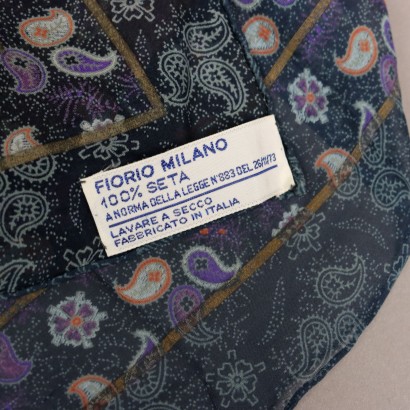 FIORIO MILANO
100% SETA
A NORMA DELLA LEGGE N°883 DEL 26/11/73
LAVARE A SECCO
FABBRICATO IN ITALIA